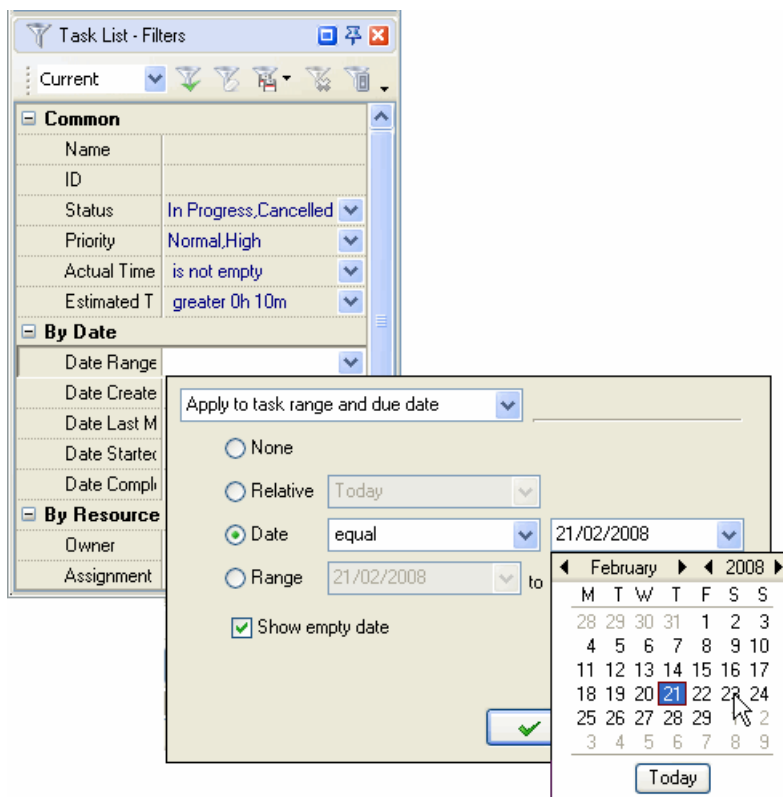 Task List - Filters
Current
Common
Name
ID
Status In Progress,Cancelled
Priority Normal,High
Actual Time is not empty
Estimated T greater 0h 10m
By Date
Date Range
Date Create
Date Last M
Date Started
Date Compl
By Resource
Owner
Assignment
Apply to task range and due date
None
Relative Today
Date equal 21/02/2008
Range 21/02/2008 to
Show empty date
February 2008
M T W T F S S
28 29 30 31 1 2 3
4 5 6 7 8 9 10
11 12 13 14 15 16 17
18 19 20 21 22 23 24
25 26 27 28 29 1 2
3 4 5 6 7 8 9
Today